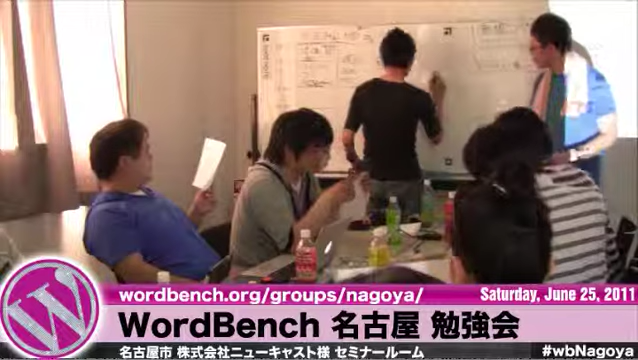 wordbench.org/groups/nagoya/
Saturday, June 25, 2011
WordBench 名古屋 勉強会
名古屋市 株式会社ニューキャスト様 セミナールーム
#wbNagoya